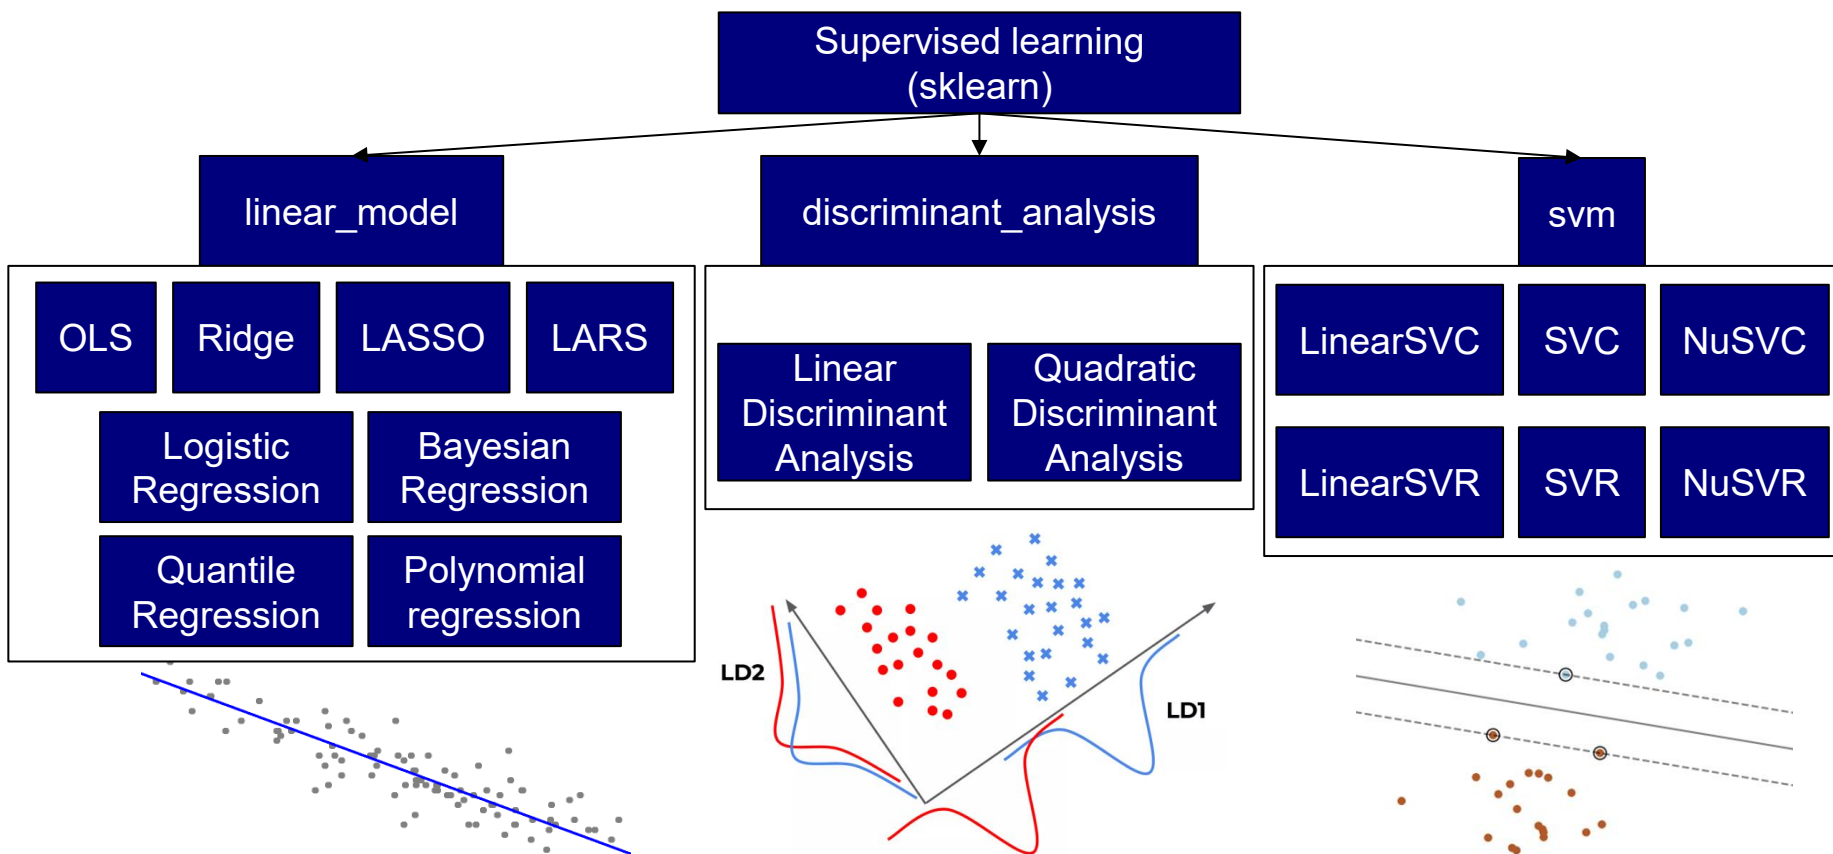 Supervised learning
(sklearn)
linear_model
discriminant_analysis
svm
OLS
Ridge
LASSO
LARS
Logistic
Regression
Bayesian
Regression
Quantile
Regression
Polynomial
regression
Linear
Discriminant
Analysis
Quadratic
Discriminant
Analysis
LinearSVC
SVC
NuSVC
LinearSVR
SVR
NuSVR
LD2
LD1